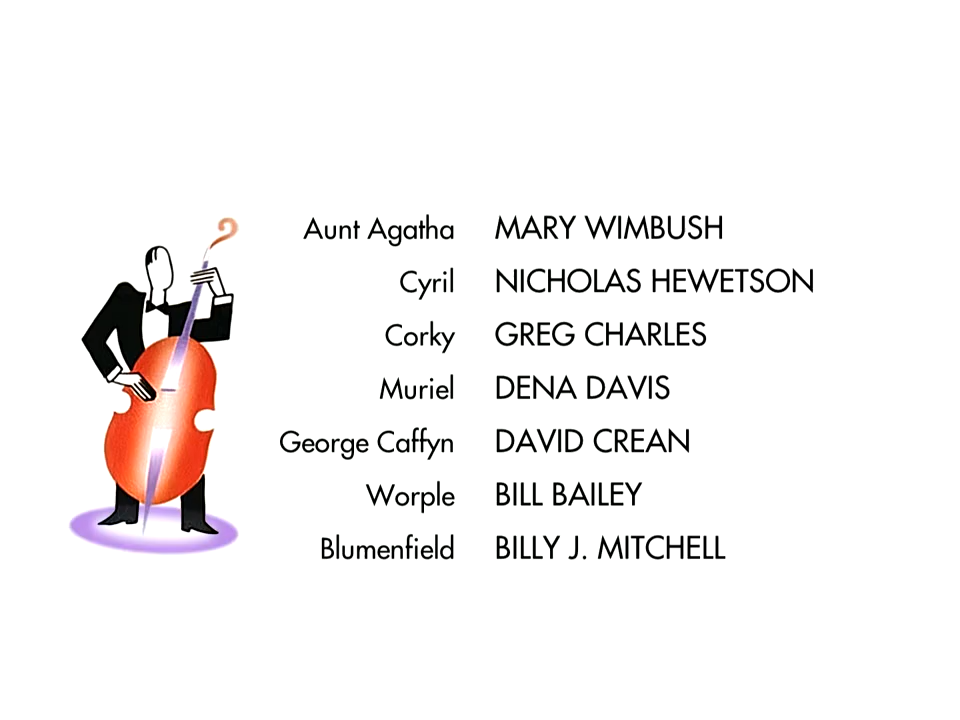 Aunt Agatha MARY WIMBUSH
Cyril NICHOLAS HEWETSON
Corky GREG CHARLES
Muriel DENA DAVIS
George Caffyn DAVID CREAN
Worple BILL BAILEY
Blumenfield BILLY J. MITCHELL